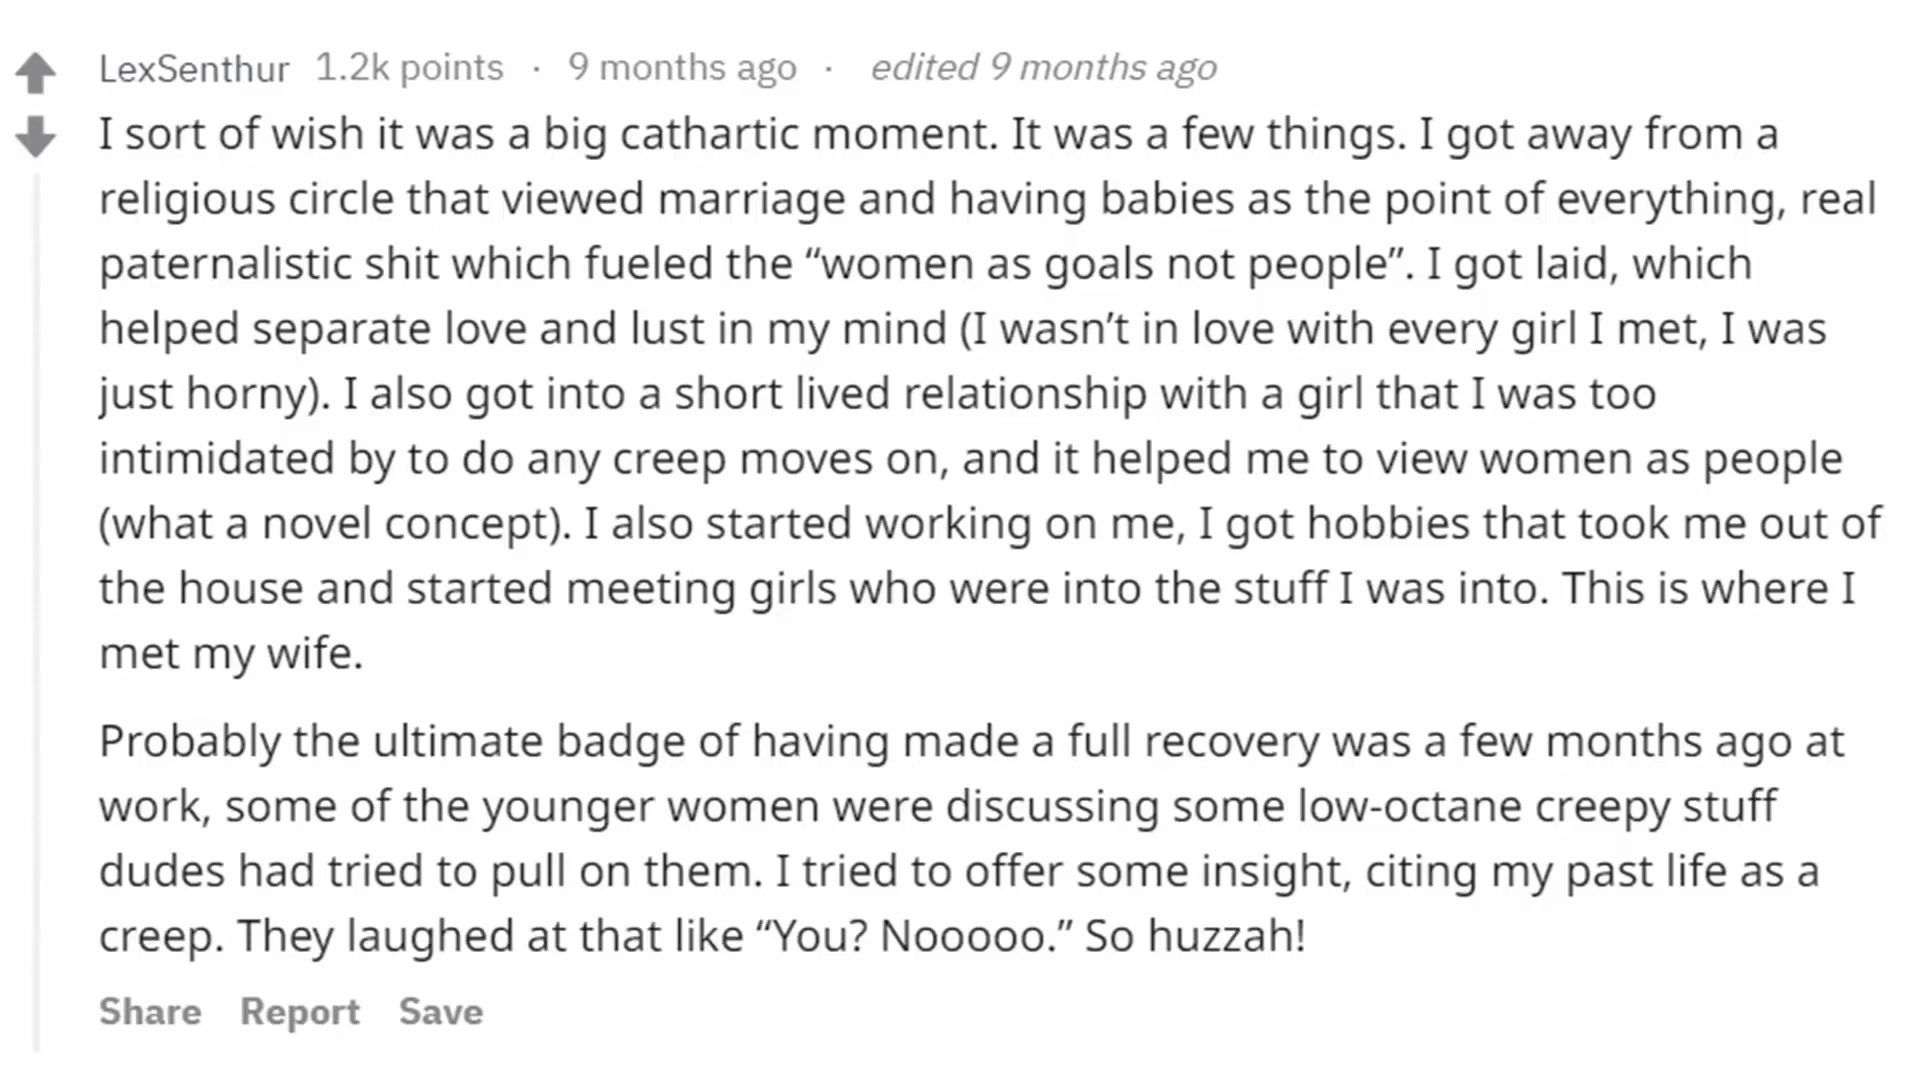 LexSenthur 1.2k points · 9 months ago · edited 9 months ago
I sort of wish it was a big cathartic moment. It was a few things. I got away from a
religious circle that viewed marriage and having babies as the point of everything, real
paternalistic shit which fueled the “women as goals not people”. I got laid, which
helped separate love and lust in my mind (I wasn’t in love with every girl I met, I was
just horny). I also got into a short lived relationship with a girl that I was too
intimidated by to do any creep moves on, and it helped me to view women as people
(what a novel concept). I also started working on me, I got hobbies that took me out of
the house and started meeting girls who were into the stuff I was into. This is where I
met my wife.
Probably the ultimate badge of having made a full recovery was a few months ago at
work, some of the younger women were discussing some low-octane creepy stuff
dudes had tried to pull on them. I tried to offer some insight, citing my past life as a
creep. They laughed at that like “You? Nooooo.” So huzzah!
Share Report Save